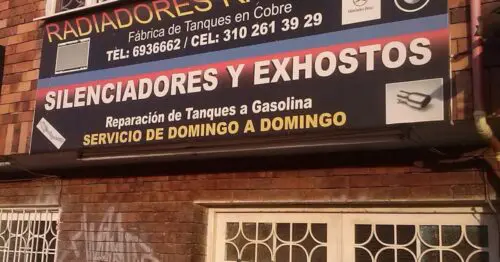 RADIADORES
Fábrica de Tanques en Cobre
TEL: 6936662 / CEL: 310 261 39 29
SILENCIADORES Y EXHOSTOS
Reparación de Tanques a Gasolina
SERVICIO DE DOMINGO A DOMINGO